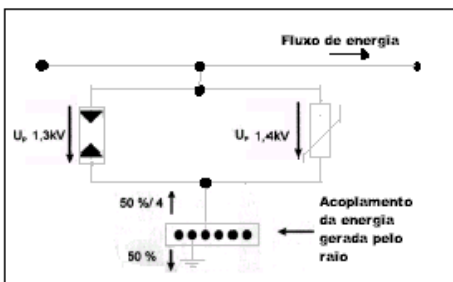 Fluxo de energia
Uₚ 1,3kV
Uₚ 1,4kV
50 %/ 4
50 %
Acoplamento
da energia
gerada pelo
raio